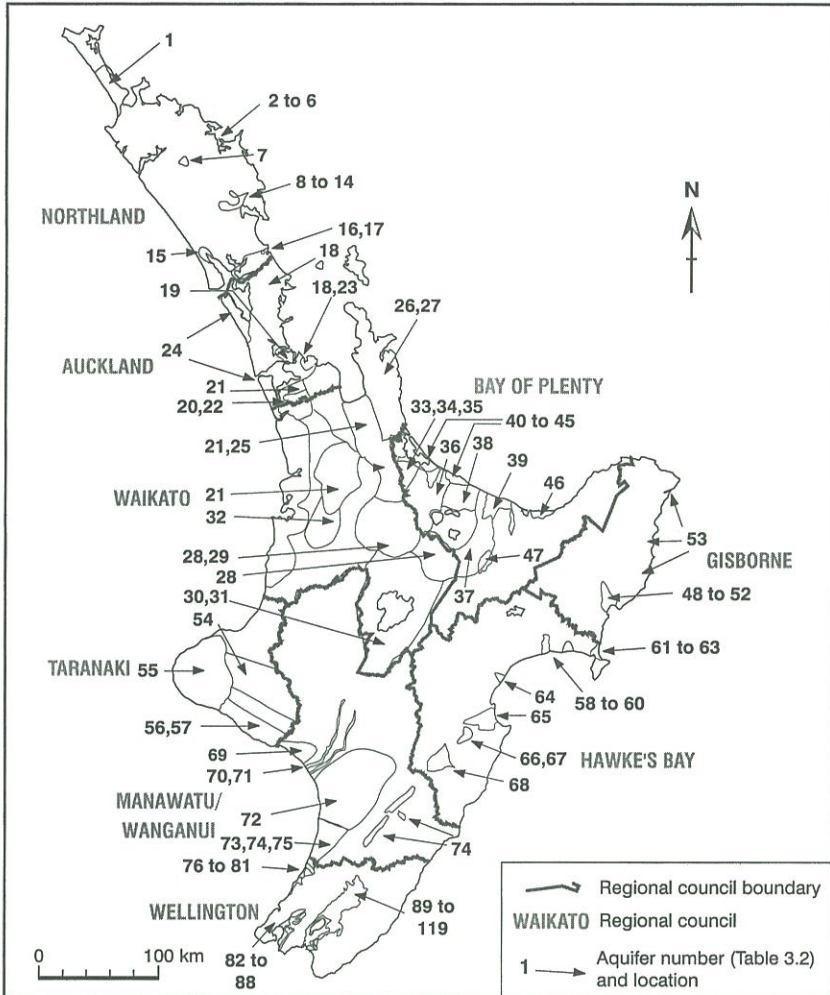 1
2 to 6
7
8 to 14
NORTHLAND
16,17
15
18
19
18,23
26,27
24
AUCKLAND
BAY OF PLENTY
21
20,22
33,34,35
40 to 45
36
38
39
21,25
46
WAIKATO
21
32
53
GISBORNE
28,29
28
47
37
48 to 52
30,31
54
61 to 63
TARANAKI
55
58 to 60
64
65
56,57
69
66,67
HAWKE'S BAY
70,71
68
MANAWATU/
WANGANUI
72
73,74,75
74
76 to 81
WELLINGTON
89 to
119
82 to
88
N
0
100 km
Regional council boundary
WAIKATO Regional council
1 Aquifer number (Table 3.2)
and location